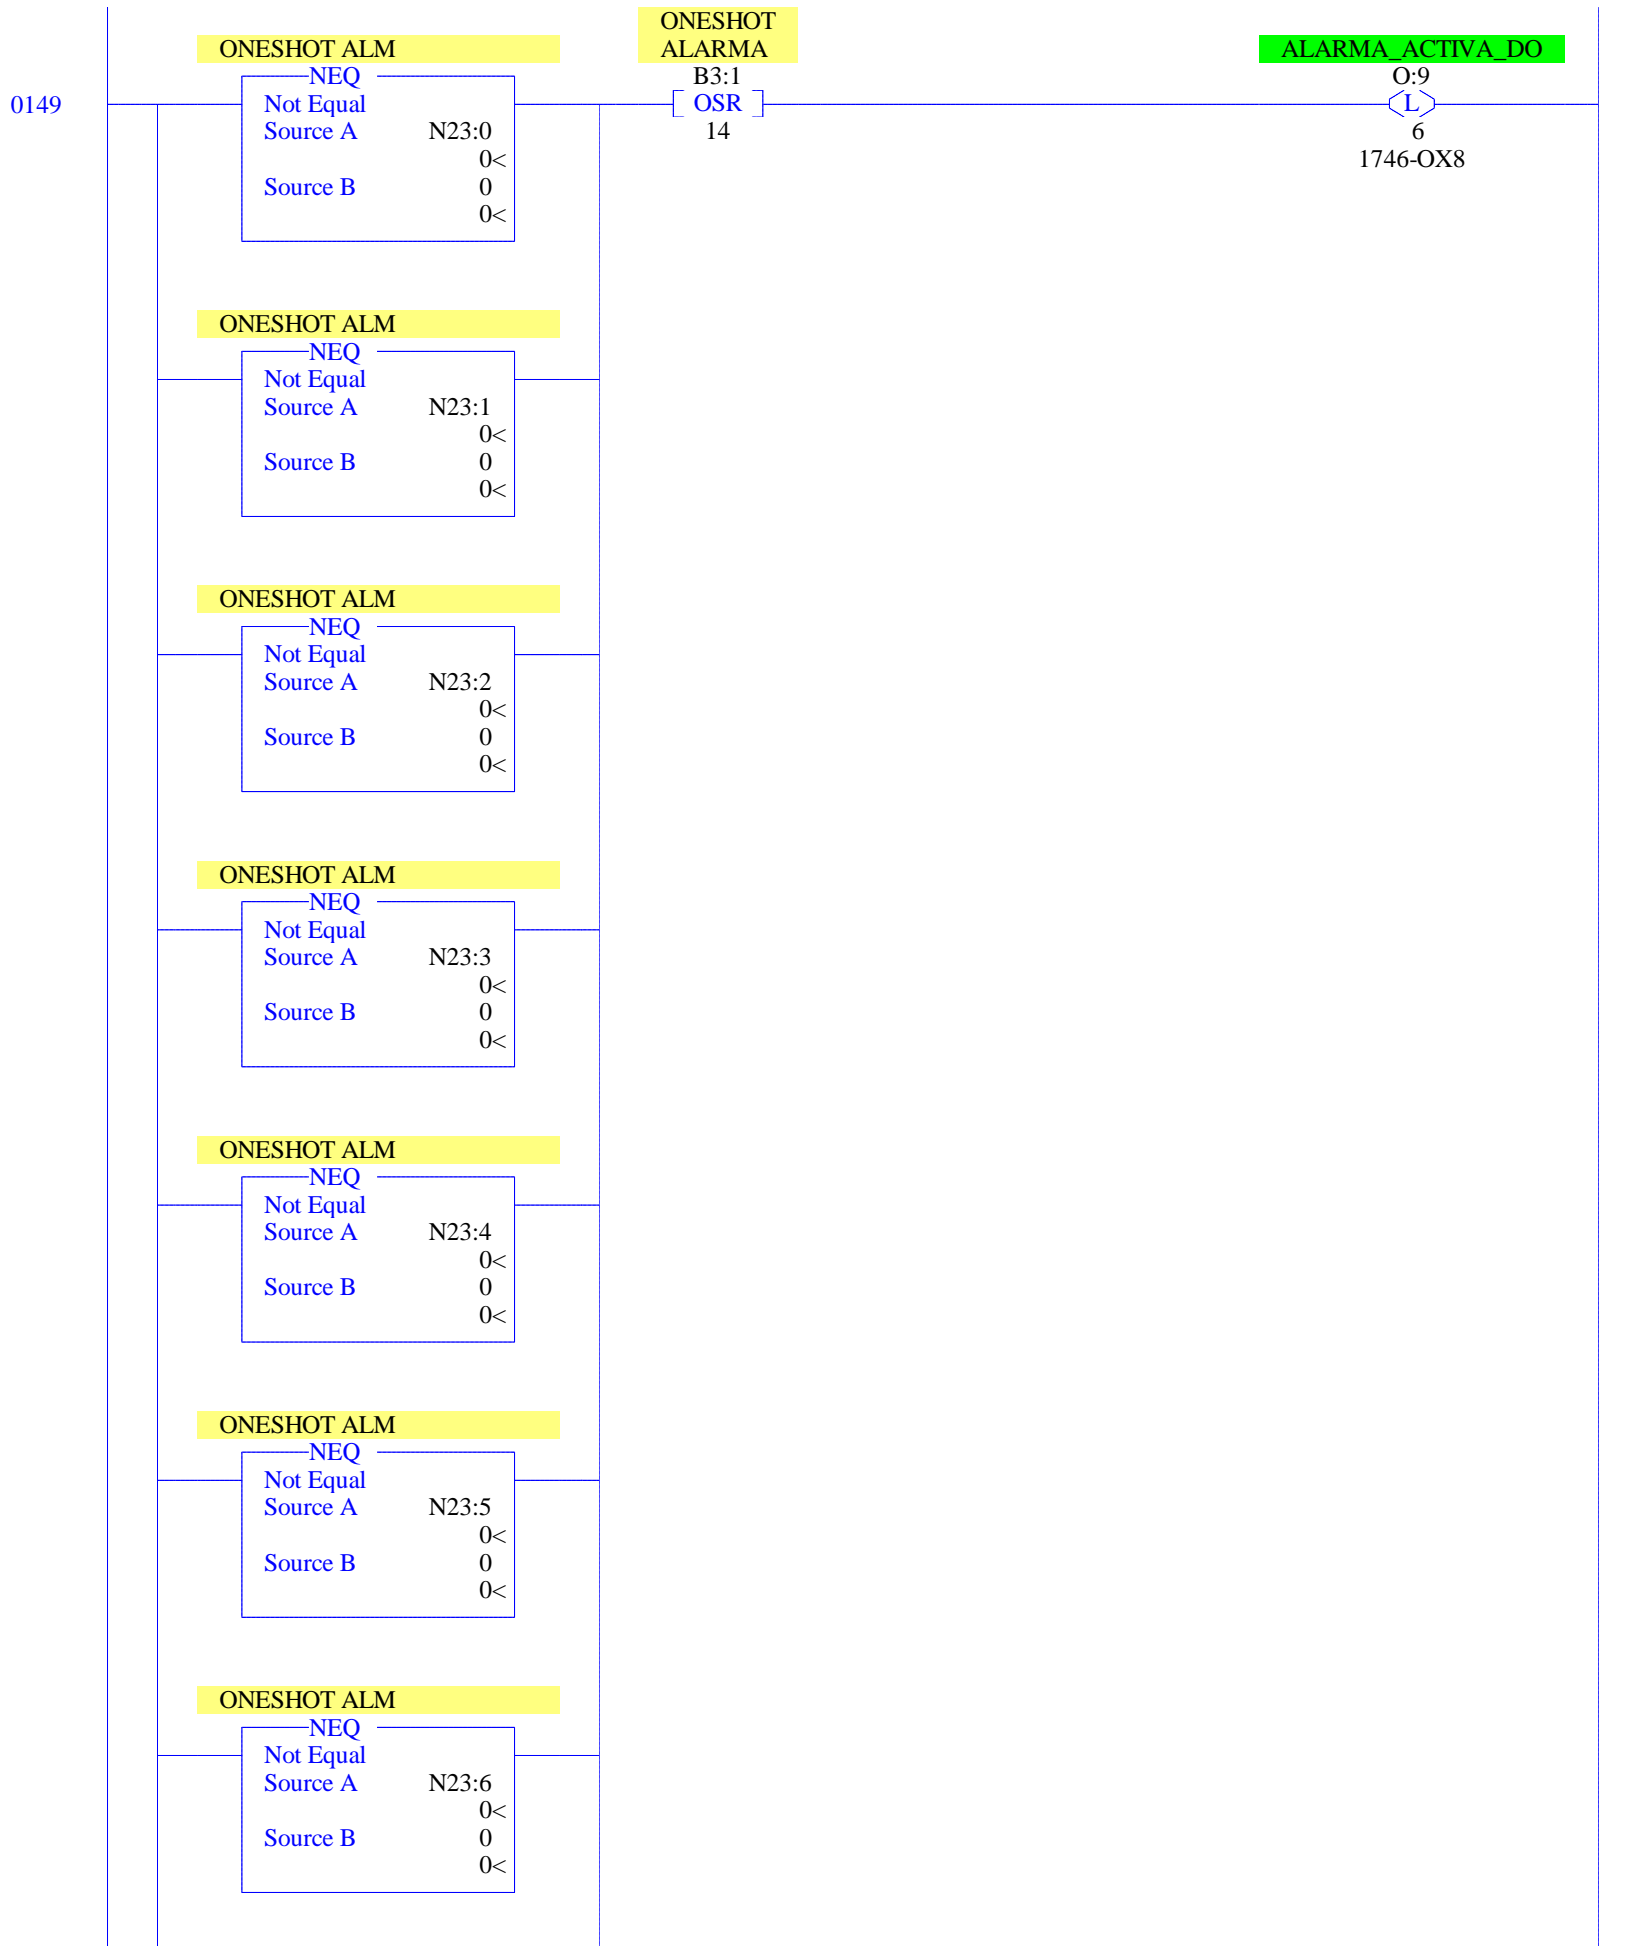 ONESHOT
ONESHOT ALM ALARMA ALARMA_ACTIVA_DO
NEQ B3:1 O:9
0149 Not Equal OSR L
Source A N23:0 14 6
0< 1746-OX8
Source B 0
0<
ONESHOT ALM
NEQ
Not Equal
Source A N23:1
0<
Source B 0
0<
ONESHOT ALM
NEQ
Not Equal
Source A N23:2
0<
Source B 0
0<
ONESHOT ALM
NEQ
Not Equal
Source A N23:3
0<
Source B 0
0<
ONESHOT ALM
NEQ
Not Equal
Source A N23:4
0<
Source B 0
0<
ONESHOT ALM
NEQ
Not Equal
Source A N23:5
0<
Source B 0
0<
ONESHOT ALM
NEQ
Not Equal
Source A N23:6
0<
Source B 0
0<